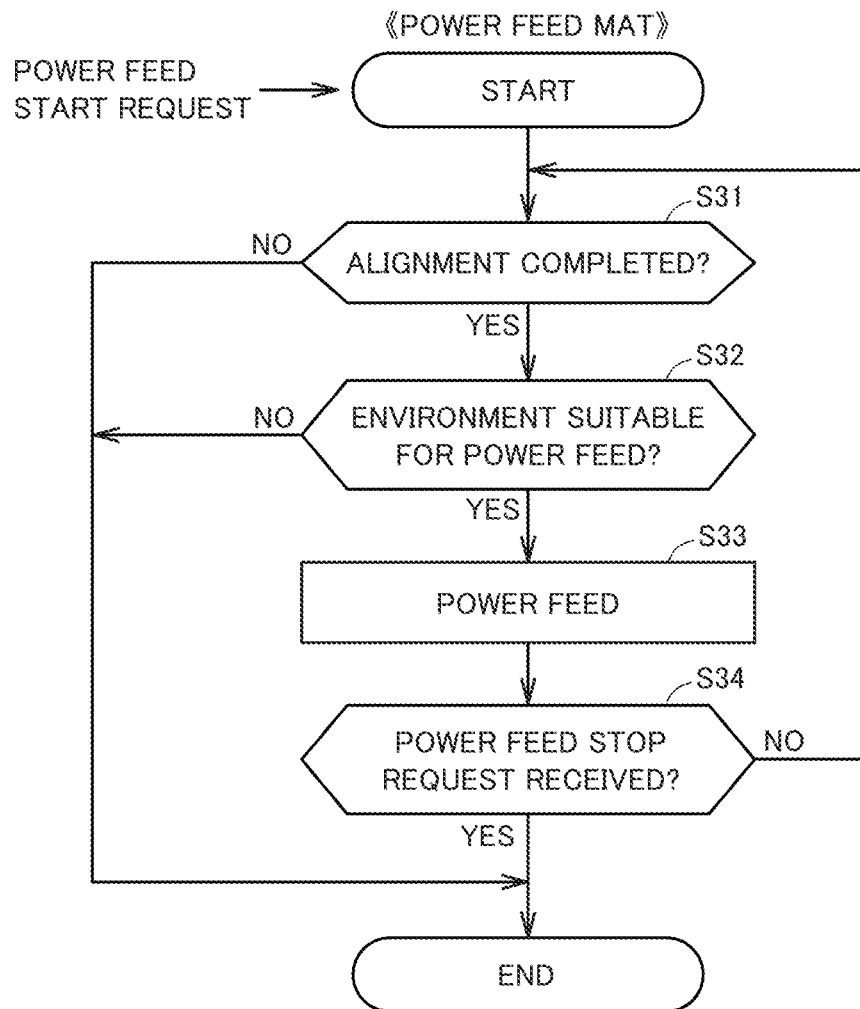 《POWER FEED MAT》
POWER FEED
START REQUEST
START
S31
NO
ALIGNMENT COMPLETED?
YES
S32
NO
ENVIRONMENT SUITABLE
FOR POWER FEED?
YES
S33
POWER FEED
S34
POWER FEED STOP
REQUEST RECEIVED?
NO
YES
END